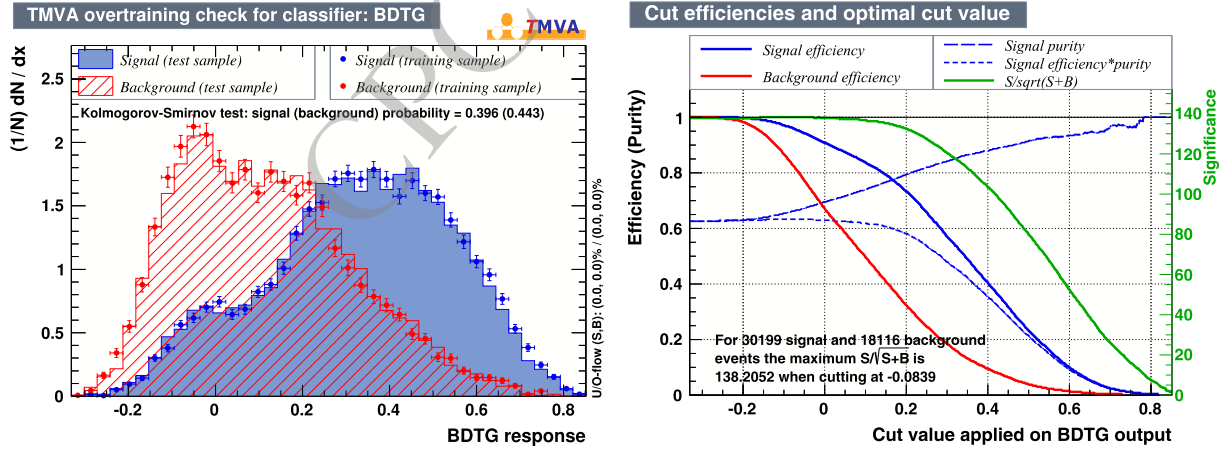 TMVA overtraining check for classifier: BDTG
TMVA
Signal (test sample)
Background (test sample)
Signal (training sample)
Background (training sample)
Kolmogorov-Smirnov test: signal (background) probability = 0.396 (0.443)
(1/N) dN / dx
2.5
2
1.5
1
0.5
0
-0.2 0 0.2 0.4 0.6 0.8
BDTG response
U/O-flow (S,B): (0.0, 0.0)% / (0.0, 0.0)%
CPC
Cut efficiencies and optimal cut value
Signal efficiency
Background efficiency
Signal purity
Signal efficiency*purity
S/sqrt(S+B)
Efficiency (Purity)
1
0.8
0.6
0.4
0.2
0
-0.2 0 0.2 0.4 0.6 0.8
Cut value applied on BDTG output
140
120
100
80
60
40
20
0
Significance
For 30199 signal and 18116 background
events the maximum S/√S+B is
138.2052 when cutting at -0.0839